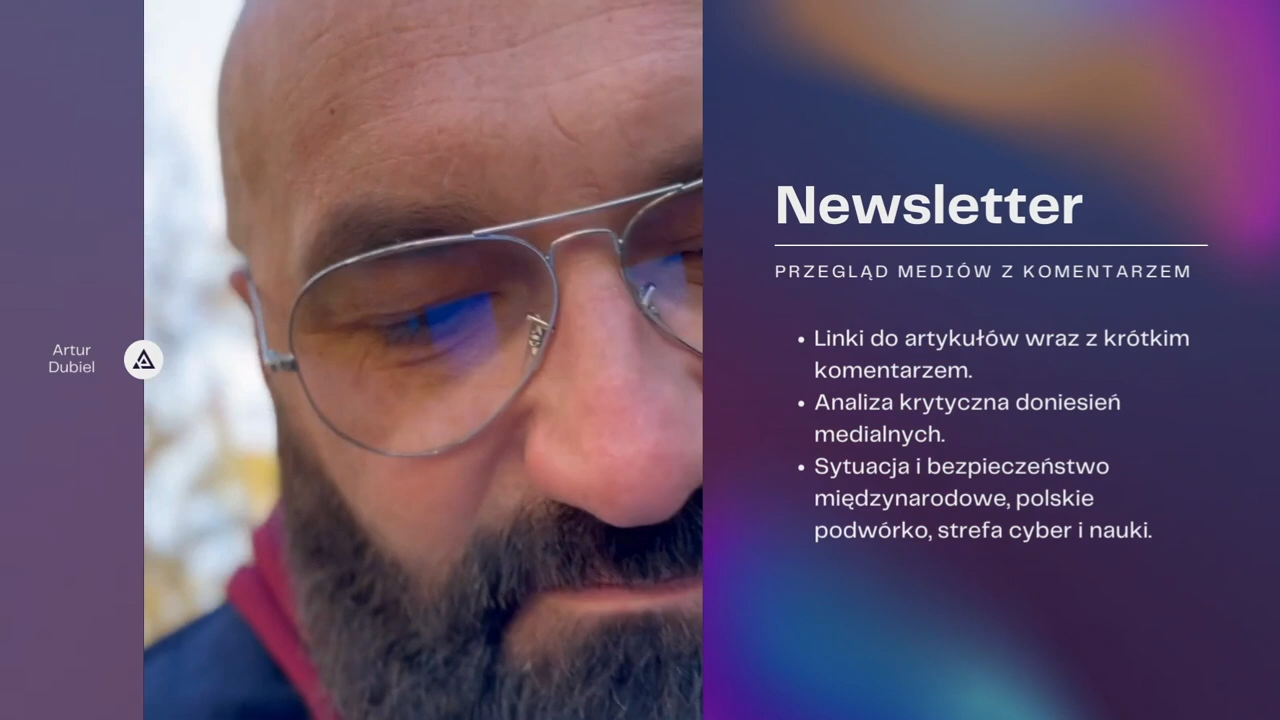 Artur
Dubiel
Newsletter
PRZEGLĄD MEDIÓW Z KOMENTARZEM
• Linki do artykułów wraz z krótkim
komentarzem.
• Analiza krytyczna doniesień
medialnych.
• Sytuacja i bezpieczeństwo
międzynarodowe, polskie
podwórko, strefa cyber i nauki.